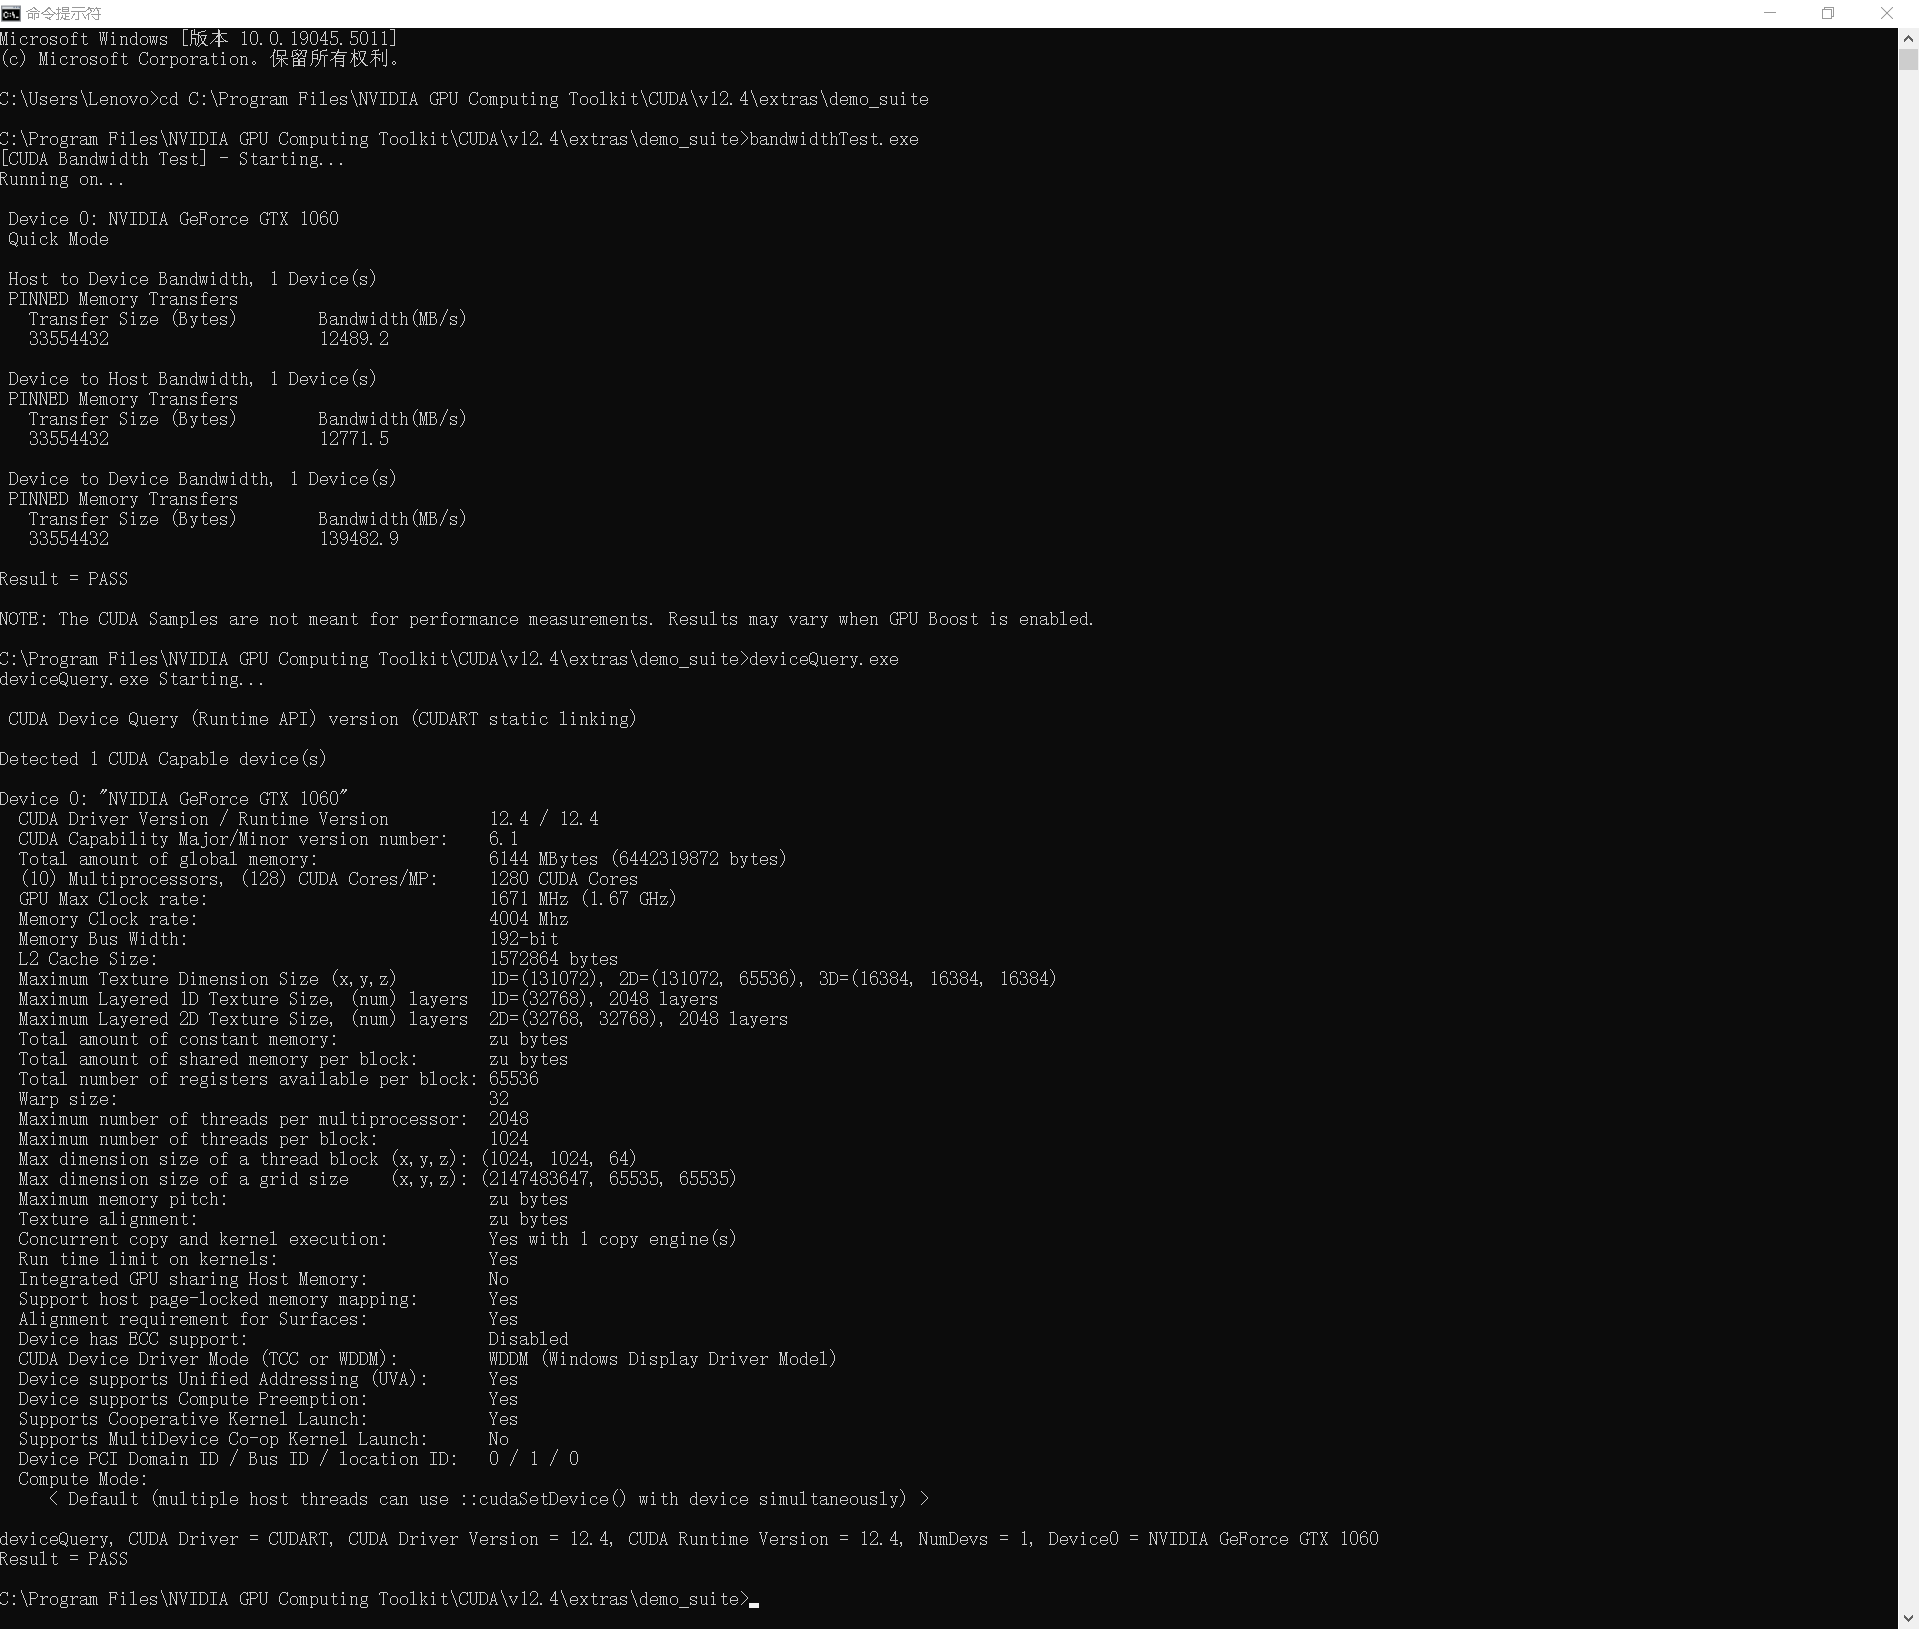 命令提示符
Microsoft Windows [版本 10.0.19045.5011]
(c) Microsoft Corporation。保留所有权利。
C:\Users\Lenovo>cd C:\Program Files\NVIDIA GPU Computing Toolkit\CUDA\v12.4\extras\demo_suite
C:\Program Files\NVIDIA GPU Computing Toolkit\CUDA\v12.4\extras\demo_suite>bandwidthTest.exe
[CUDA Bandwidth Test] - Starting...
Running on...
Device 0: NVIDIA GeForce GTX 1060
Quick Mode
Host to Device Bandwidth, 1 Device(s)
PINNED Memory Transfers
Transfer Size (Bytes) Bandwidth(MB/s)
33554432 12489.2
Device to Host Bandwidth, 1 Device(s)
PINNED Memory Transfers
Transfer Size (Bytes) Bandwidth(MB/s)
33554432 12771.5
Device to Device Bandwidth, 1 Device(s)
PINNED Memory Transfers
Transfer Size (Bytes) Bandwidth(MB/s)
33554432 139482.9
Result = PASS
NOTE: The CUDA Samples are not meant for performance measurements. Results may vary when GPU Boost is enabled.
C:\Program Files\NVIDIA GPU Computing Toolkit\CUDA\v12.4\extras\demo_suite>deviceQuery.exe
deviceQuery.exe Starting...
CUDA Device Query (Runtime API) version (CUDART static linking)
Detected 1 CUDA Capable device(s)
Device 0: "NVIDIA GeForce GTX 1060"
CUDA Driver Version / Runtime Version 12.4 / 12.4
CUDA Capability Major/Minor version number: 6.1
Total amount of global memory: 6144 MBytes (6442319872 bytes)
(10) Multiprocessors, (128) CUDA Cores/MP: 1280 CUDA Cores
GPU Max Clock rate: 1671 MHz (1.67 GHz)
Memory Clock rate: 4004 Mhz
Memory Bus Width: 192-bit
L2 Cache Size: 1572864 bytes
Maximum Texture Dimension Size (x,y,z) 1D=(131072), 2D=(131072, 65536), 3D=(16384, 16384, 16384)
Maximum Layered 1D Texture Size, (num) layers 1D=(32768), 2048 layers
Maximum Layered 2D Texture Size, (num) layers 2D=(32768, 32768), 2048 layers
Total amount of constant memory: zu bytes
Total amount of shared memory per block: zu bytes
Total number of registers available per block: 65536
Warp size: 32
Maximum number of threads per multiprocessor: 2048
Maximum number of threads per block: 1024
Max dimension size of a thread block (x,y,z): (1024, 1024, 64)
Max dimension size of a grid size (x,y,z): (2147483647, 65535, 65535)
Maximum memory pitch: zu bytes
Texture alignment: zu bytes
Concurrent copy and kernel execution: Yes with 1 copy engine(s)
Run time limit on kernels: Yes
Integrated GPU sharing Host Memory: No
Support host page-locked memory mapping: Yes
Alignment requirement for Surfaces: Yes
Device has ECC support: Disabled
CUDA Device Driver Mode (TCC or WDDM): WDDM (Windows Display Driver Model)
Device supports Unified Addressing (UVA): Yes
Device supports Compute Preemption: Yes
Supports Cooperative Kernel Launch: Yes
Supports MultiDevice Co-op Kernel Launch: No
Device PCI Domain ID / Bus ID / location ID: 0 / 1 / 0
Compute Mode:
< Default (multiple host threads can use ::cudaSetDevice() with device simultaneously) >
deviceQuery, CUDA Driver = CUDART, CUDA Driver Version = 12.4, CUDA Runtime Version = 12.4, NumDevs = 1, Device0 = NVIDIA GeForce GTX 1060
Result = PASS
C:\Program Files\NVIDIA GPU Computing Toolkit\CUDA\v12.4\extras\demo_suite>